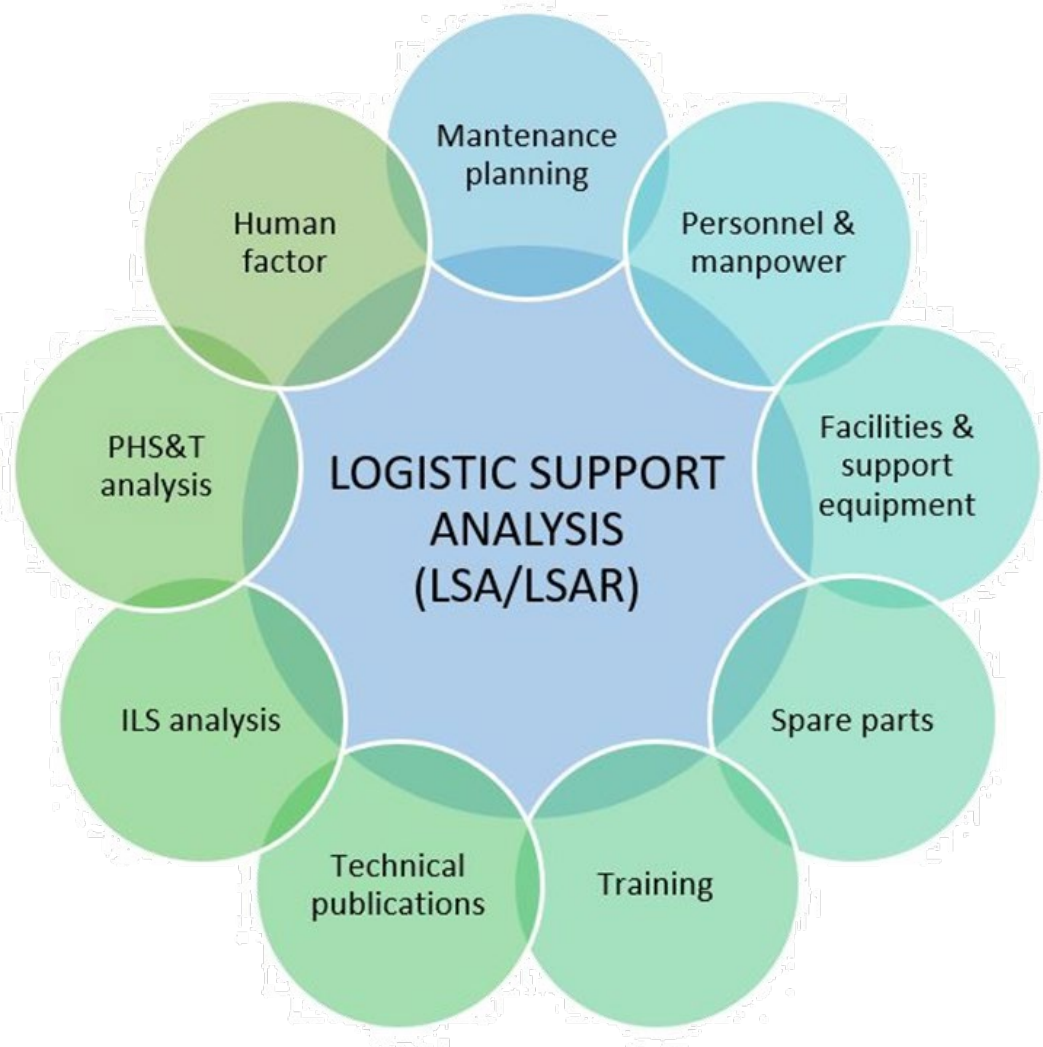 Mantenance
planning
Personnel &
manpower
Facilities &
support
equipment
Spare parts
Training
Technical
publications
ILS analysis
PHS&T
analysis
Human
factor
LOGISTIC SUPPORT
ANALYSIS
(LSA/LSAR)